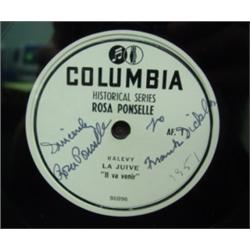 COLUMBIA
HISTORICAL SERIES
ROSA PONSELLE
AF.
Sincerely
Rosa Ponselle
To
Frank
1951
HALEVY
LA JUIVE
"Il va venir"